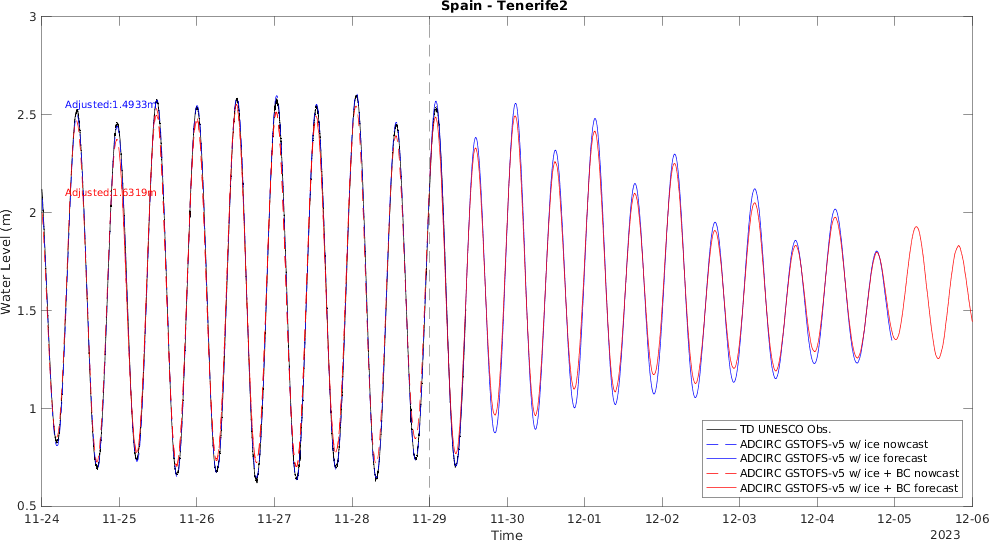 Spain - Tenerife2
3
2.5
2
1.5
1
0.5
Water Level (m)
Adjusted:1.4933m
Adjusted:1.6319m
TD UNESCO Obs.
ADCIRC GSTOFS-v5 w/ ice nowcast
ADCIRC GSTOFS-v5 w/ ice forecast
ADCIRC GSTOFS-v5 w/ ice + BC nowcast
ADCIRC GSTOFS-v5 w/ ice + BC forecast
11-24 11-25 11-26 11-27 11-28 11-29 11-30 12-01 12-02 12-03 12-04 12-05 12-06
Time
2023